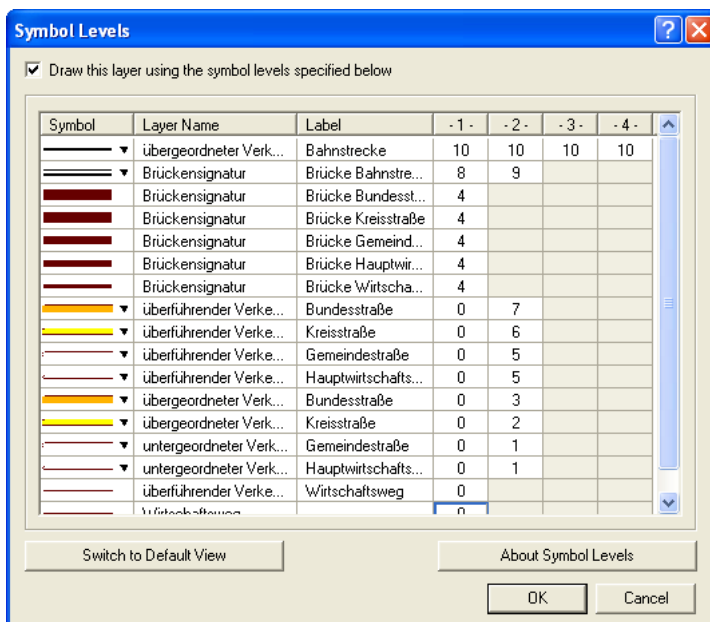 Symbol Levels
Draw this layer using the symbol levels specified below
Symbol Layer Name Label - 1 - - 2 - - 3 - - 4 -
übergeordneter Verk... Bahnstrecke 10 10 10 10
Brückensignatur Brücke Bahnstre... 8 9
Brückensignatur Brücke Bundesst... 4
Brückensignatur Brücke Kreisstraße 4
Brückensignatur Brücke Gemeind... 4
Brückensignatur Brücke Hauptwir... 4
Brückensignatur Brücke Wirtscha... 4
überführender Verke... Bundesstraße 0 7
überführender Verke... Kreisstraße 0 6
überführender Verke... Gemeindestraße 0 5
überführender Verke... Hauptwirtschafts... 0 5
übergeordneter Verk... Bundesstraße 0 3
übergeordneter Verk... Kreisstraße 0 2
untergeordneter Verk... Gemeindestraße 0 1
untergeordneter Verk... Hauptwirtschafts... 0 1
überführender Verke... Wirtschaftsweg 0
Wirtschaftsweg 0
Switch to Default View About Symbol Levels
OK Cancel